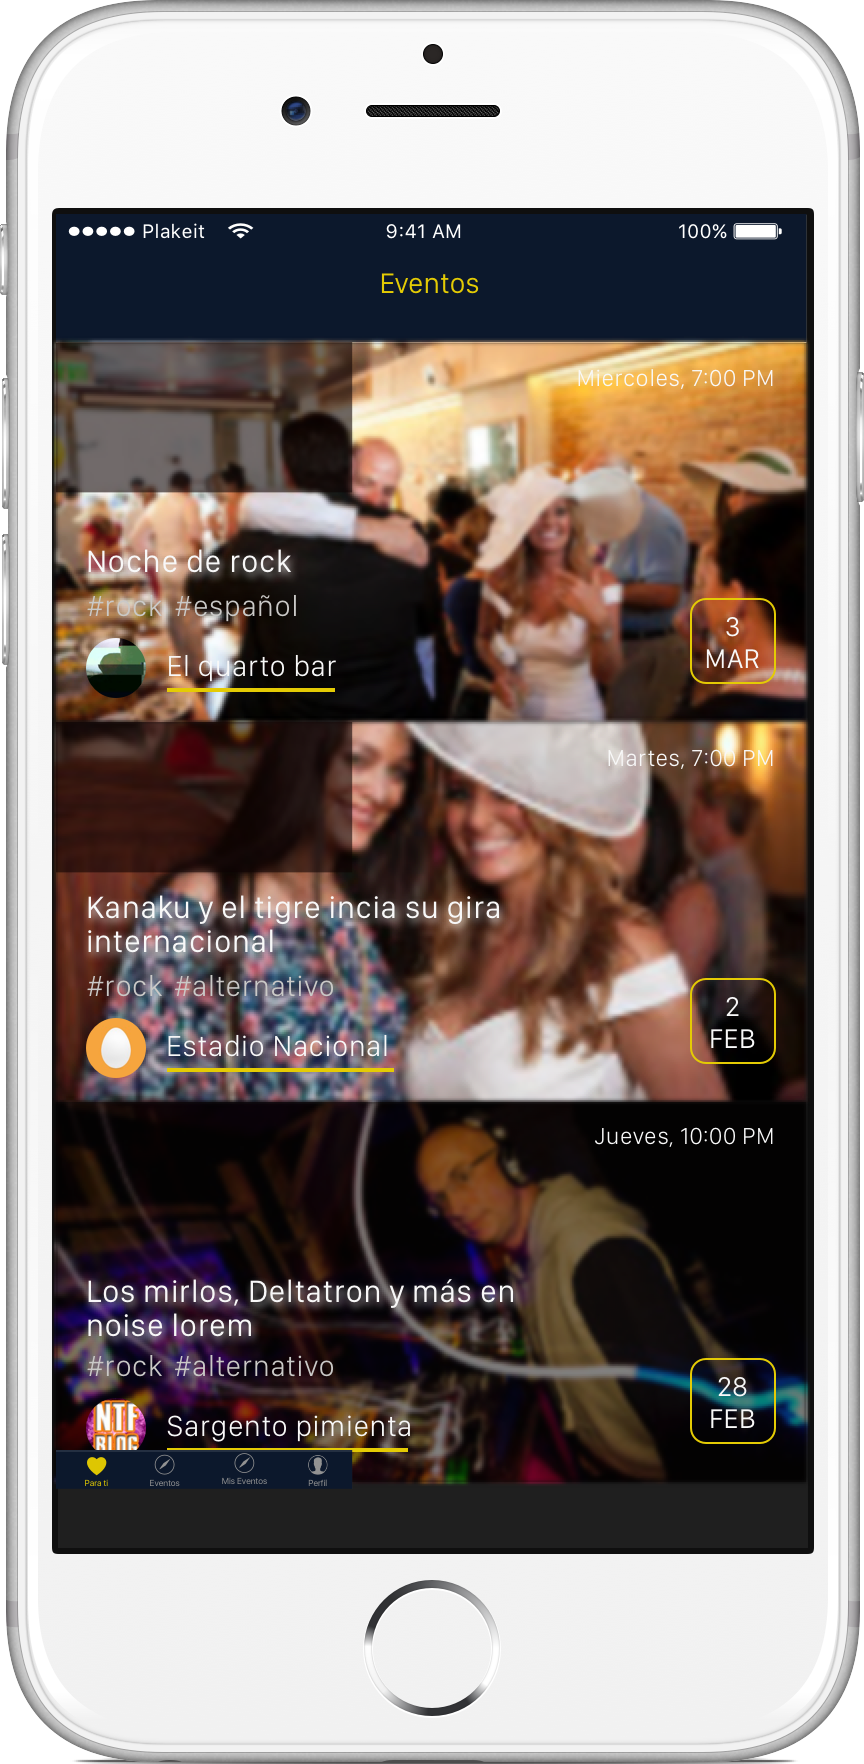 Plakeit 9:41 AM 100%
Eventos
Miercoles, 7:00 PM
Noche de rock
#rock #español
El quarto bar
3
MAR
Martes, 7:00 PM
Kanaku y el tigre incia su gira
internacional
#rock #alternativo
Estadio Nacional
2
FEB
Jueves, 10:00 PM
Los mirlos, Deltatron y más en
noise lorem
#rock #alternativo
NTF
BLOG
Sargento pimienta
28
FEB
Para ti Eventos Mis Eventos Perfil